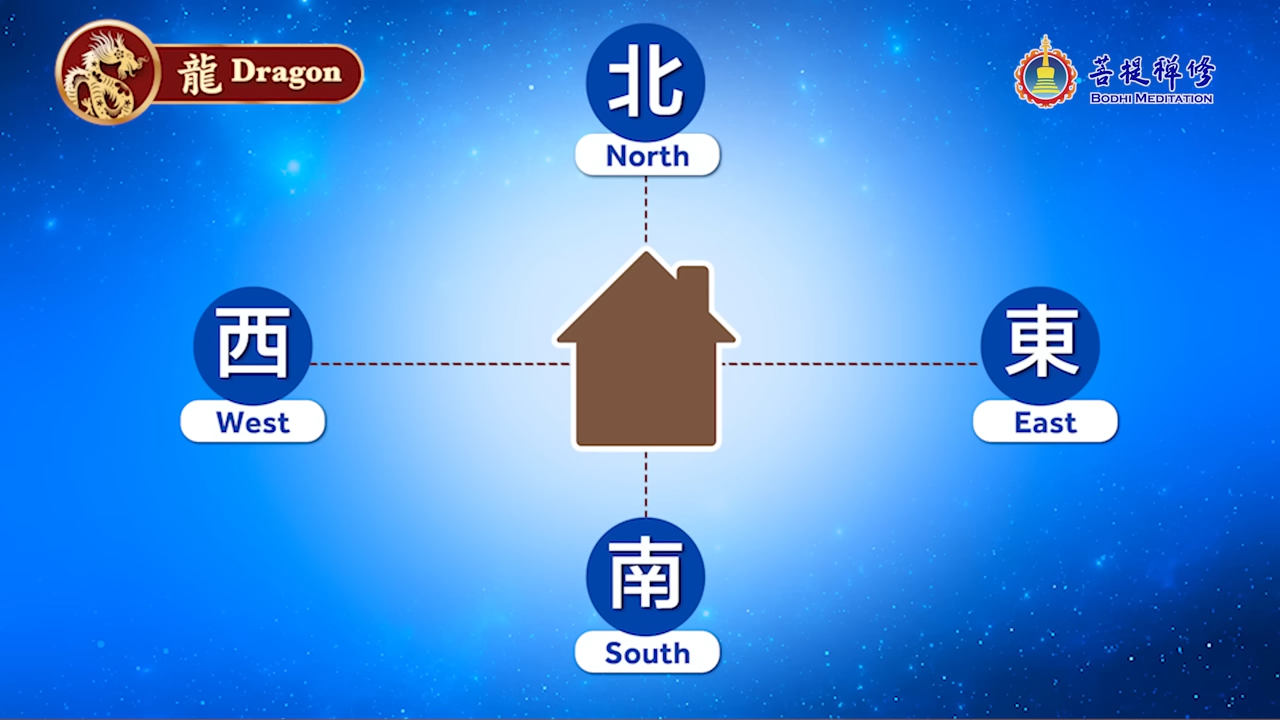 龍 Dragon
菩提禪修
BODHI MEDITATION
北
North
西
West
東
East
南
South